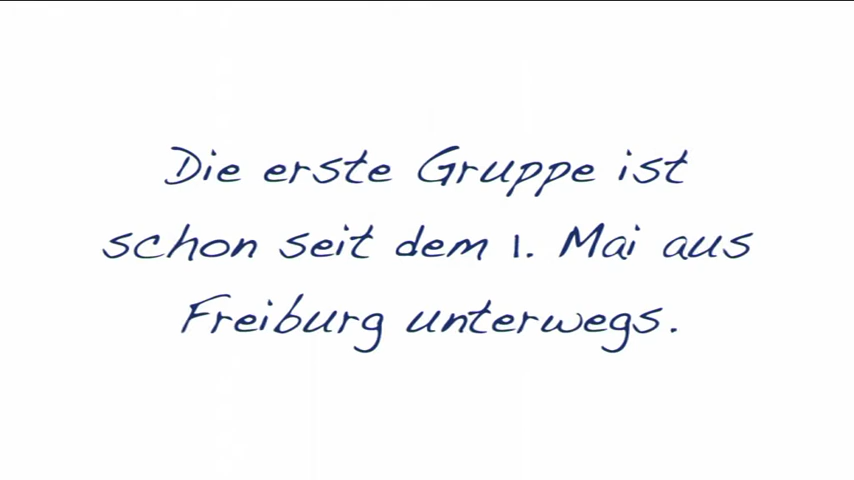 Die erste Gruppe ist
schon seit dem 1. Mai aus
Freiburg unterwegs.